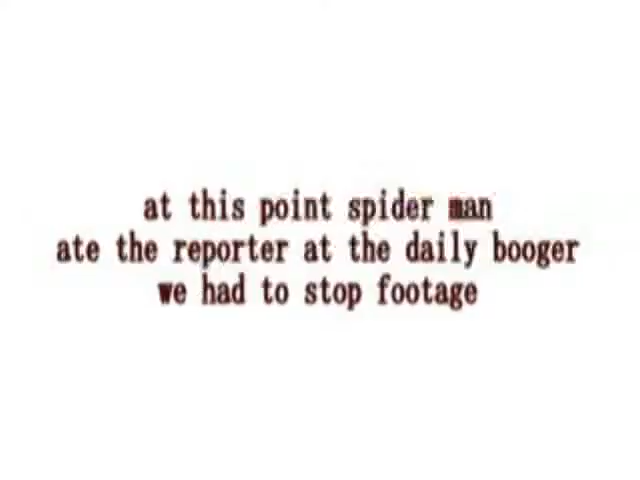 at this point spider man
ate the reporter at the daily booger
we had to stop footage